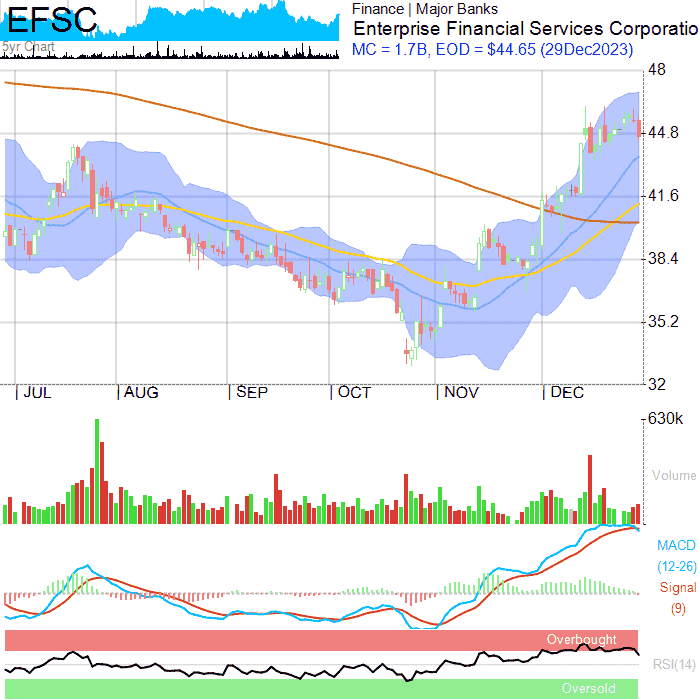 EFSC
5yr Chart
Finance | Major Banks
Enterprise Financial Services Corporatio
MC = 1.7B, EOD = $44.65 (29Dec2023)
48
44.8
41.6
38.4
35.2
32
JUL AUG SEP OCT NOV DEC
630k
Volume
MACD
(12-26)
Signal
(9)
Overbought
RSI(14)
Oversold